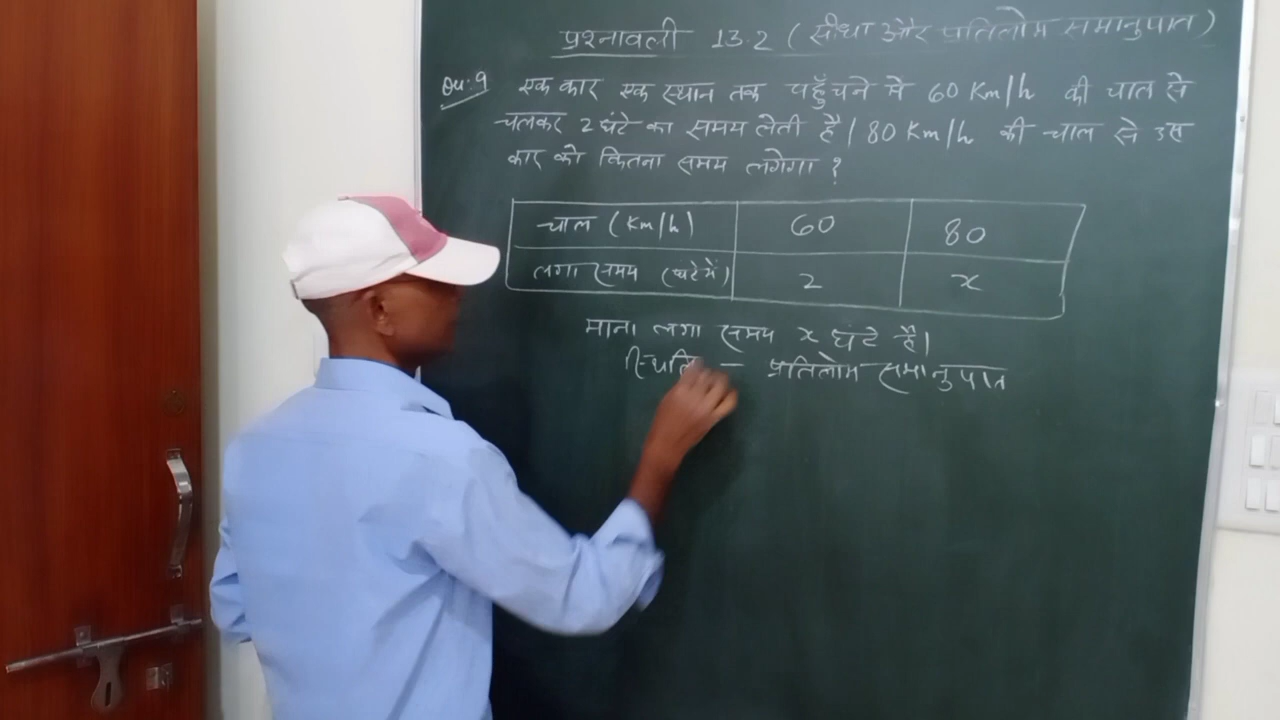 प्रश्नावली 13.2 (सीधा और प्रतिलोम समानुपात)
Qu:9 एक कार एक स्थान तक पहुँचने मे 60 Km/h की चाल से
चलकर 2 घंटे का समय लेती है। 80 Km/h की चाल से उस
कार को कितना समय लगेगा ?
चाल (Km/h) 60 80
लगा समय (घंटे में) 2 x
माना लगा समय x घंटे है।
स्थिति – प्रतिलोम समानुपात